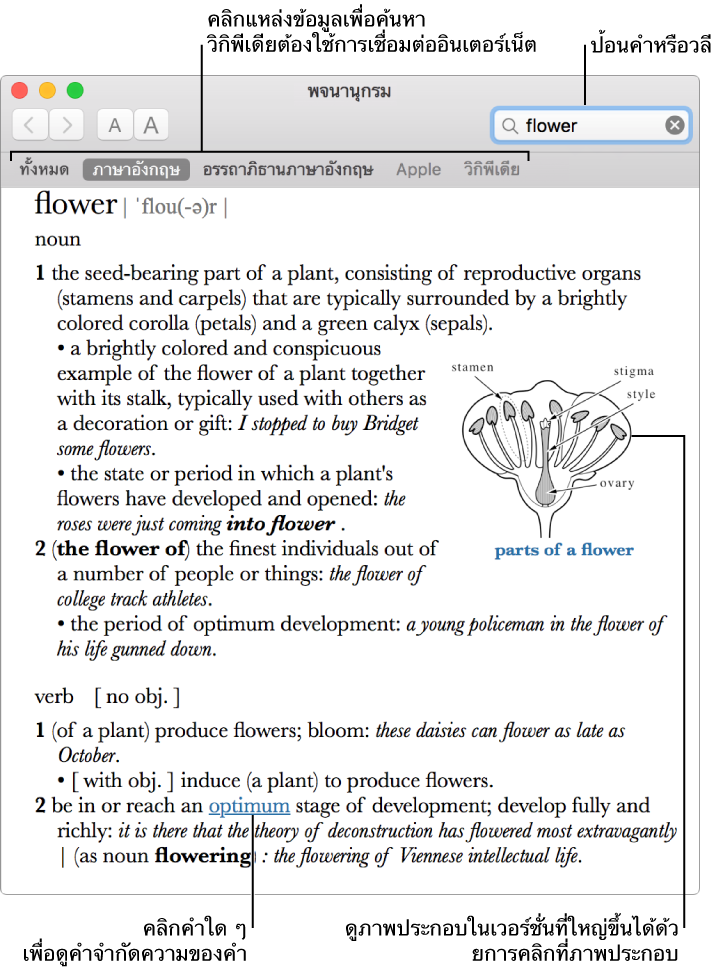 คลิกแหล่งข้อมูลเพื่อค้นหา
วิกิพีเดียต้องใช้การเชื่อมต่ออินเตอร์เน็ต
ป้อนคำหรือวลี
พจนานุกรม
A A
flower
ทั้งหมด ภาษาอังกฤษ อรรถาภิธานภาษาอังกฤษ Apple วิกิพีเดีย
flower | ˈflou(-ə)r |
noun
1 the seed-bearing part of a plant, consisting of reproductive organs
(stamens and carpels) that are typically surrounded by a brightly
colored corolla (petals) and a green calyx (sepals).
• a brightly colored and conspicuous
example of the flower of a plant together
with its stalk, typically used with others as
a decoration or gift: I stopped to buy Bridget
some flowers.
• the state or period in which a plant's
flowers have developed and opened: the
roses were just coming into flower .
stamen
stigma
style
ovary
parts of a flower
2 (the flower of) the finest individuals out of
a number of people or things: the flower of
college track athletes.
• the period of optimum development: a young policeman in the flower of
his life gunned down.
verb [ no obj. ]
1 (of a plant) produce flowers; bloom: these daisies can flower as late as
October.
• [ with obj. ] induce (a plant) to produce flowers.
2 be in or reach an optimum stage of development; develop fully and
richly: it is there that the theory of deconstruction has flowered most extravagantly
| (as noun flowering) : the flowering of Viennese intellectual life.
คลิกคำใด ๆ
เพื่อดูคำจำกัดความของคำ
ดูภาพประกอบในเวอร์ชั่นที่ใหญ่ขึ้นได้ด้ว
ยการคลิกที่ภาพประกอบ